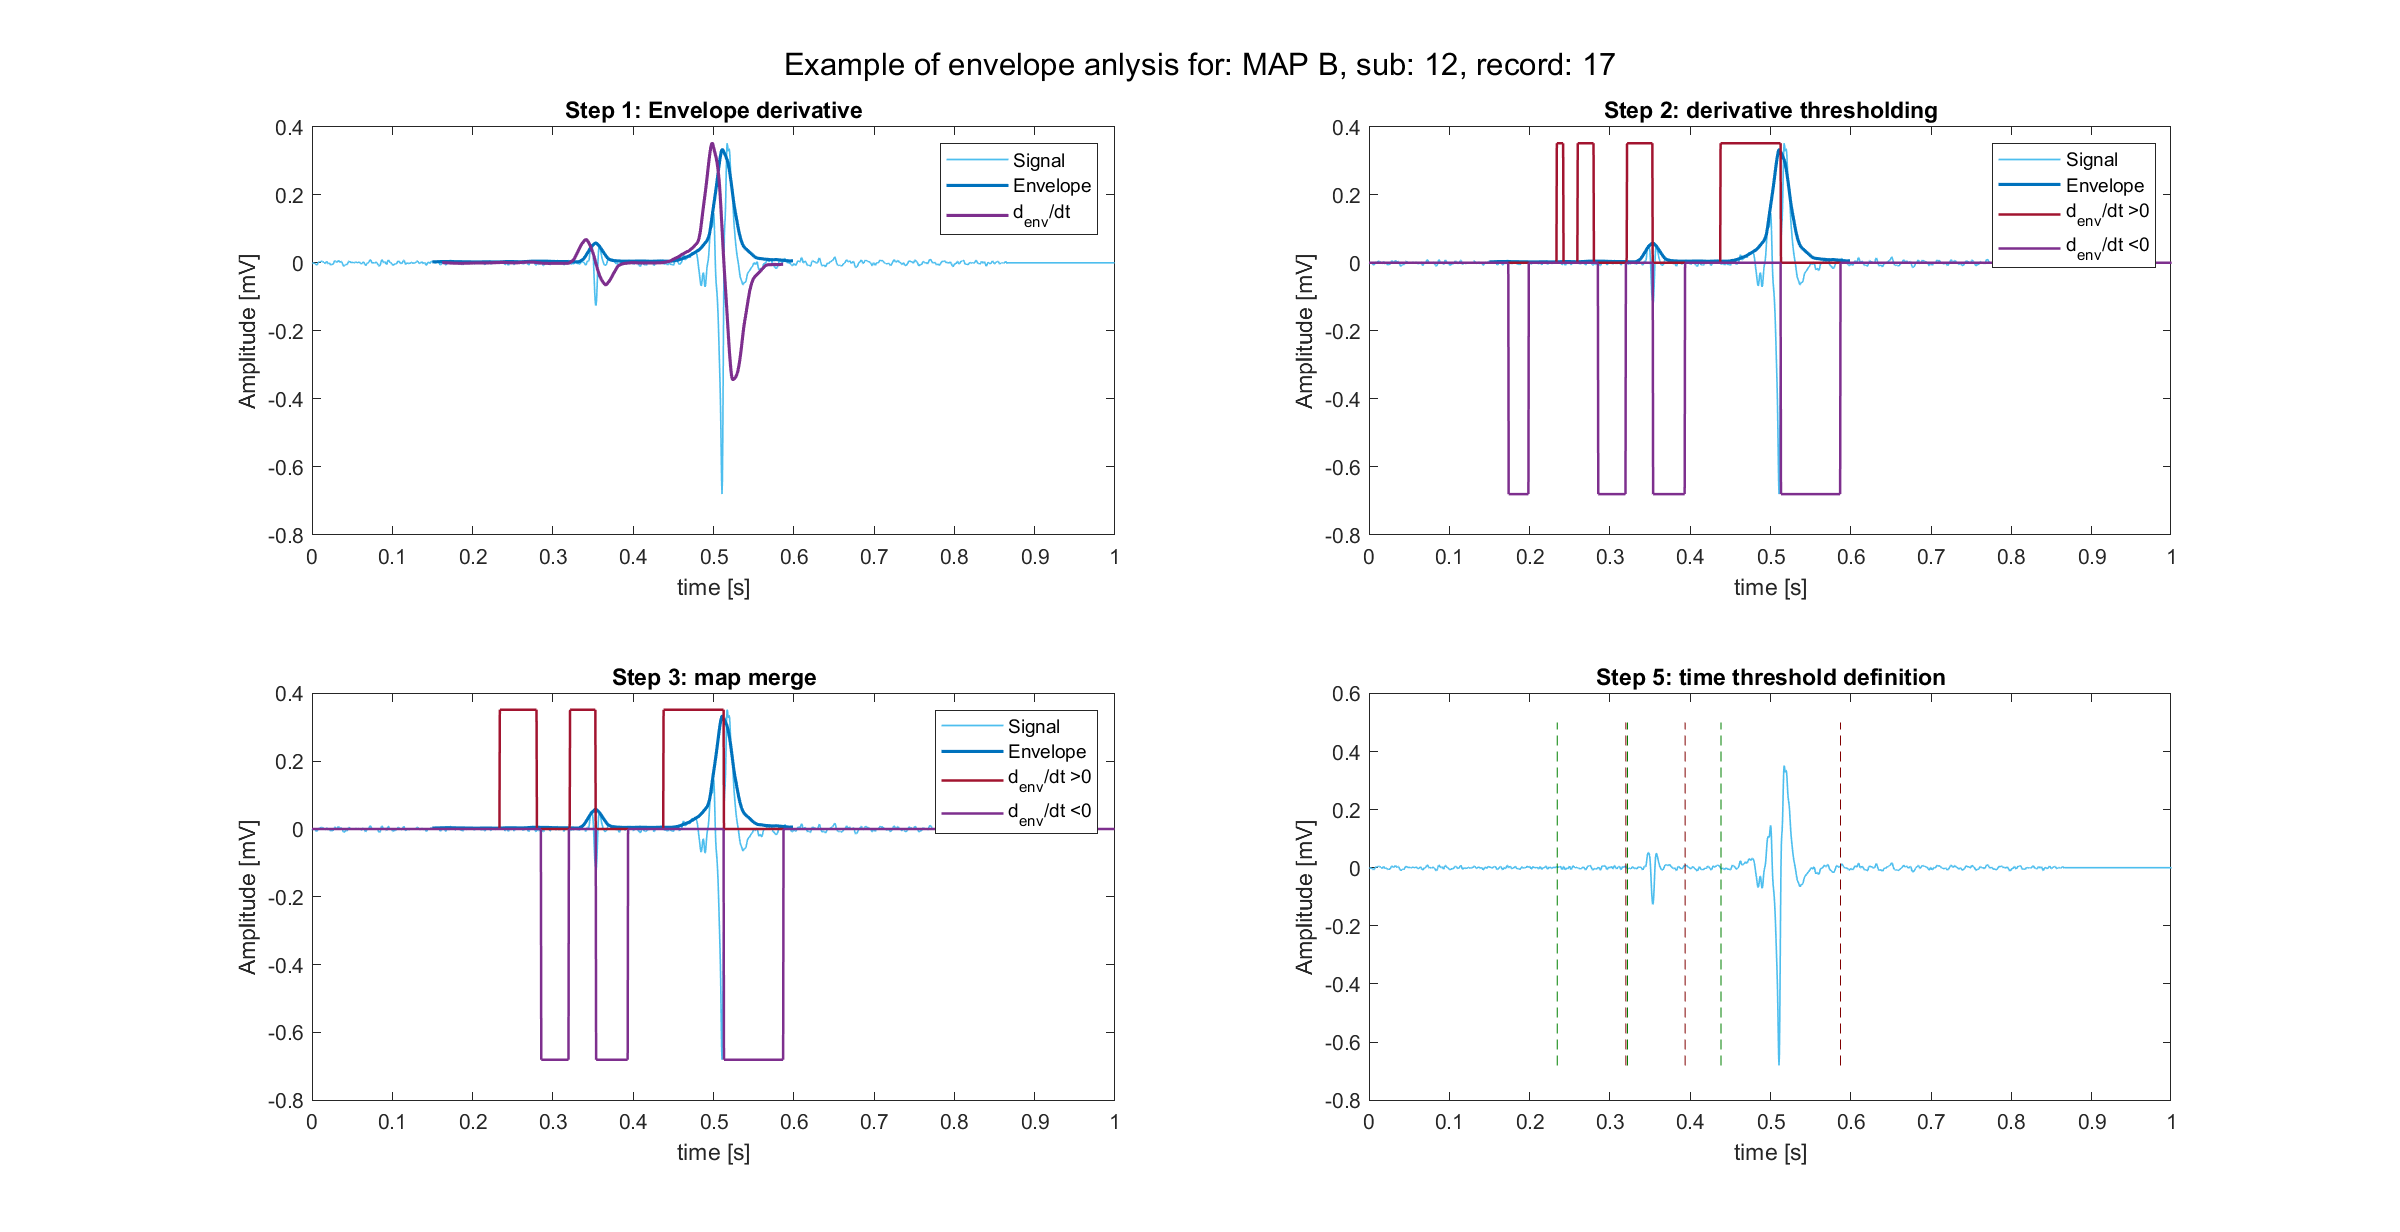 Example of envelope anlysis for: MAP B, sub: 12, record: 17
Step 1: Envelope derivative
0.4
0.2
0
-0.2
-0.4
-0.6
-0.8
Amplitude [mV]
0 0.1 0.2 0.3 0.4 0.5 0.6 0.7 0.8 0.9 1
time [s]
Signal
Envelope
d_env/dt
Step 2: derivative thresholding
0.4
0.2
0
-0.2
-0.4
-0.6
-0.8
Amplitude [mV]
0 0.1 0.2 0.3 0.4 0.5 0.6 0.7 0.8 0.9 1
time [s]
Signal
Envelope
d_env/dt >0
d_env/dt <0
Step 3: map merge
0.4
0.2
0
-0.2
-0.4
-0.6
-0.8
Amplitude [mV]
0 0.1 0.2 0.3 0.4 0.5 0.6 0.7 0.8 0.9 1
time [s]
Signal
Envelope
d_env/dt >0
d_env/dt <0
Step 5: time threshold definition
0.6
0.4
0.2
0
-0.2
-0.4
-0.6
-0.8
Amplitude [mV]
0 0.1 0.2 0.3 0.4 0.5 0.6 0.7 0.8 0.9 1
time [s]